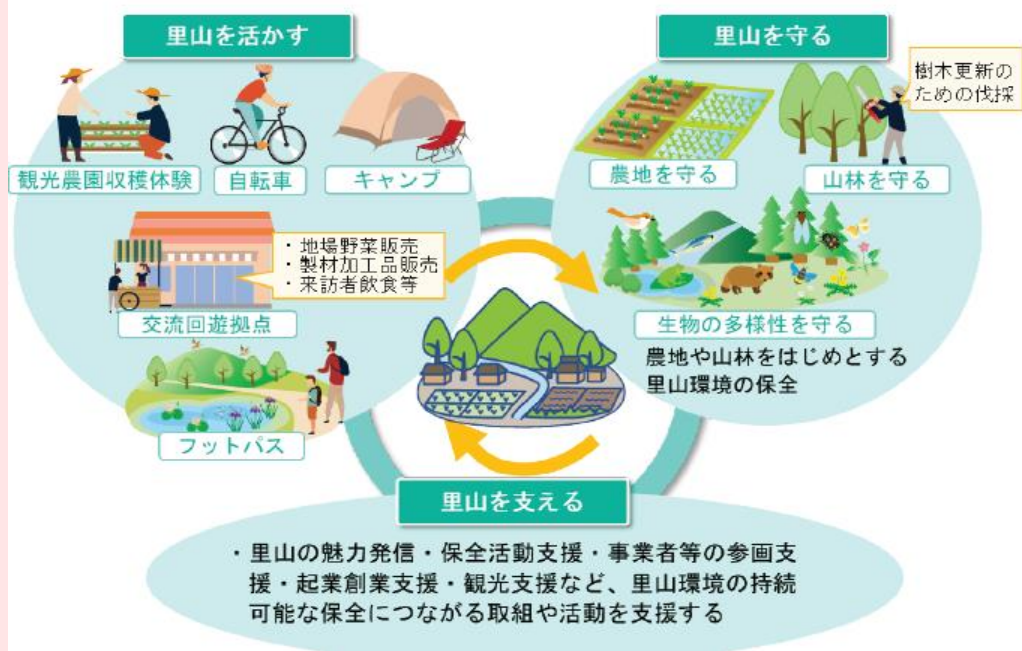 里山を活かす
観光農園収穫体験
自転車
キャンプ
・地場野菜販売
・製材加工品販売
・来訪者飲食等
交流回遊拠点
フットパス
里山を守る
樹木更新の
ための伐採
農地を守る
山林を守る
生物の多様性を守る
農地や山林をはじめとする
里山環境の保全
里山を支える
・里山の魅力発信・保全活動支援・事業者等の参画支
援・起業創業支援・観光支援など、里山環境の持続
可能な保全につながる取組や活動を支援する